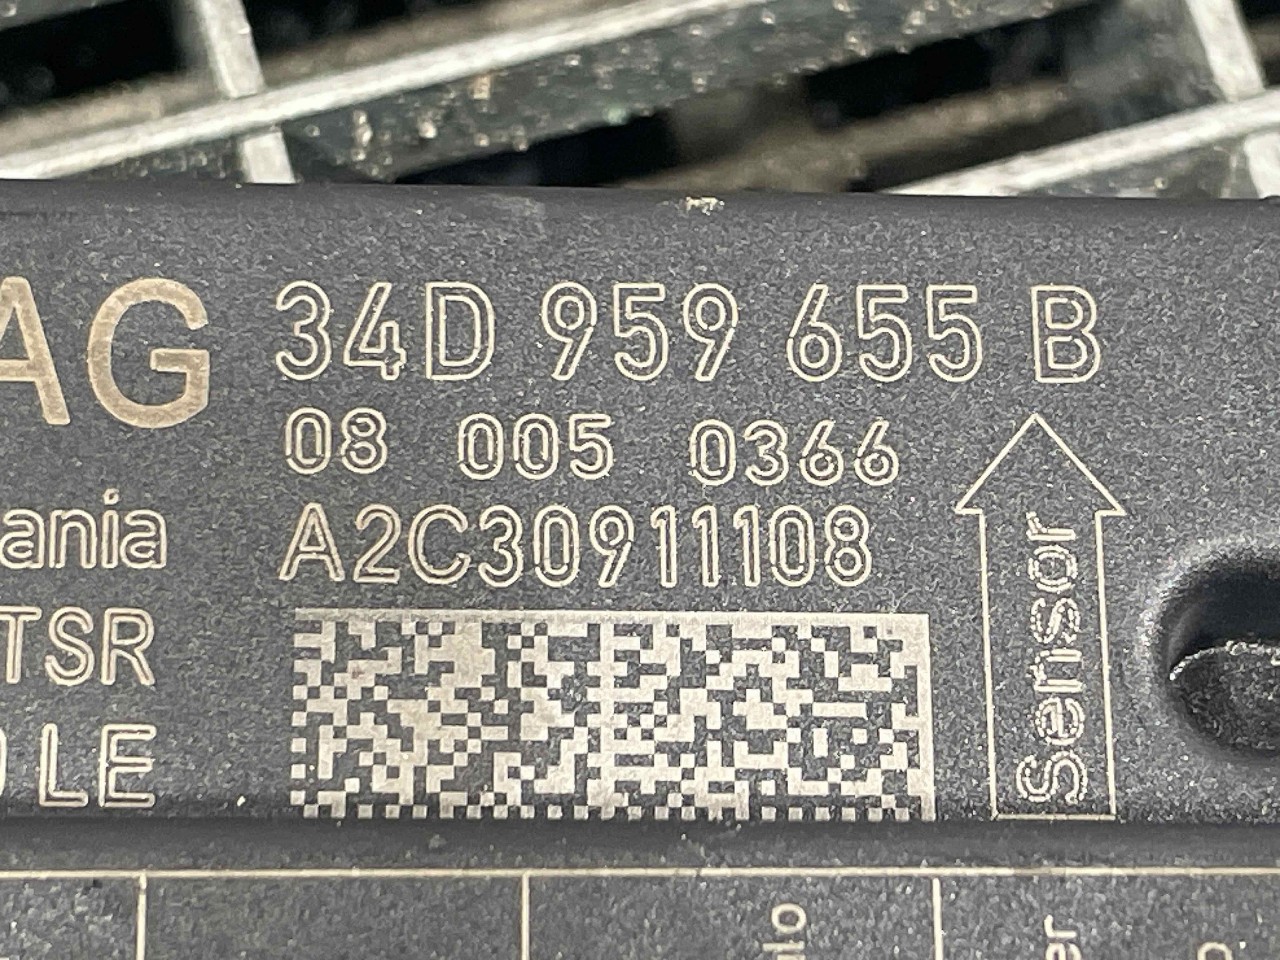 AG 34D 959 655 B
08 005 0366
ania A2C30911108
TSR
LE
Sensor